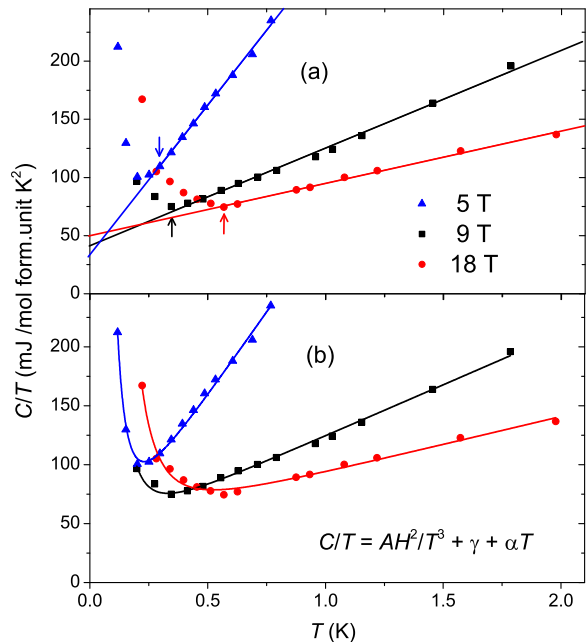 (a)
200
150
100
50
0
5 T
9 T
18 T
C/T (mJ /mol form.unit K²)
(b)
200
150
100
50
0
C/T = AH²/T³ + γ + αT
0.0 0.5 1.0 1.5 2.0
T (K)